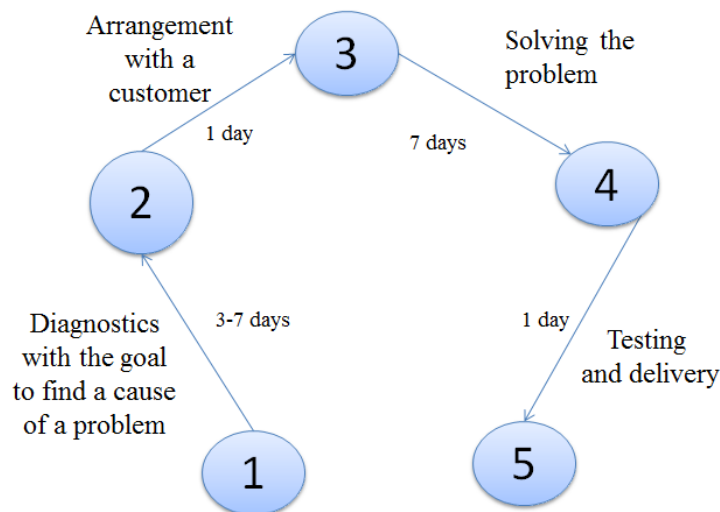 Arrangement
with a
customer
1 day
3
Solving the
problem
7 days
2
4
Diagnostics
with the goal
to find a cause
of a problem
3-7 days
1 day
Testing
and delivery
1
5